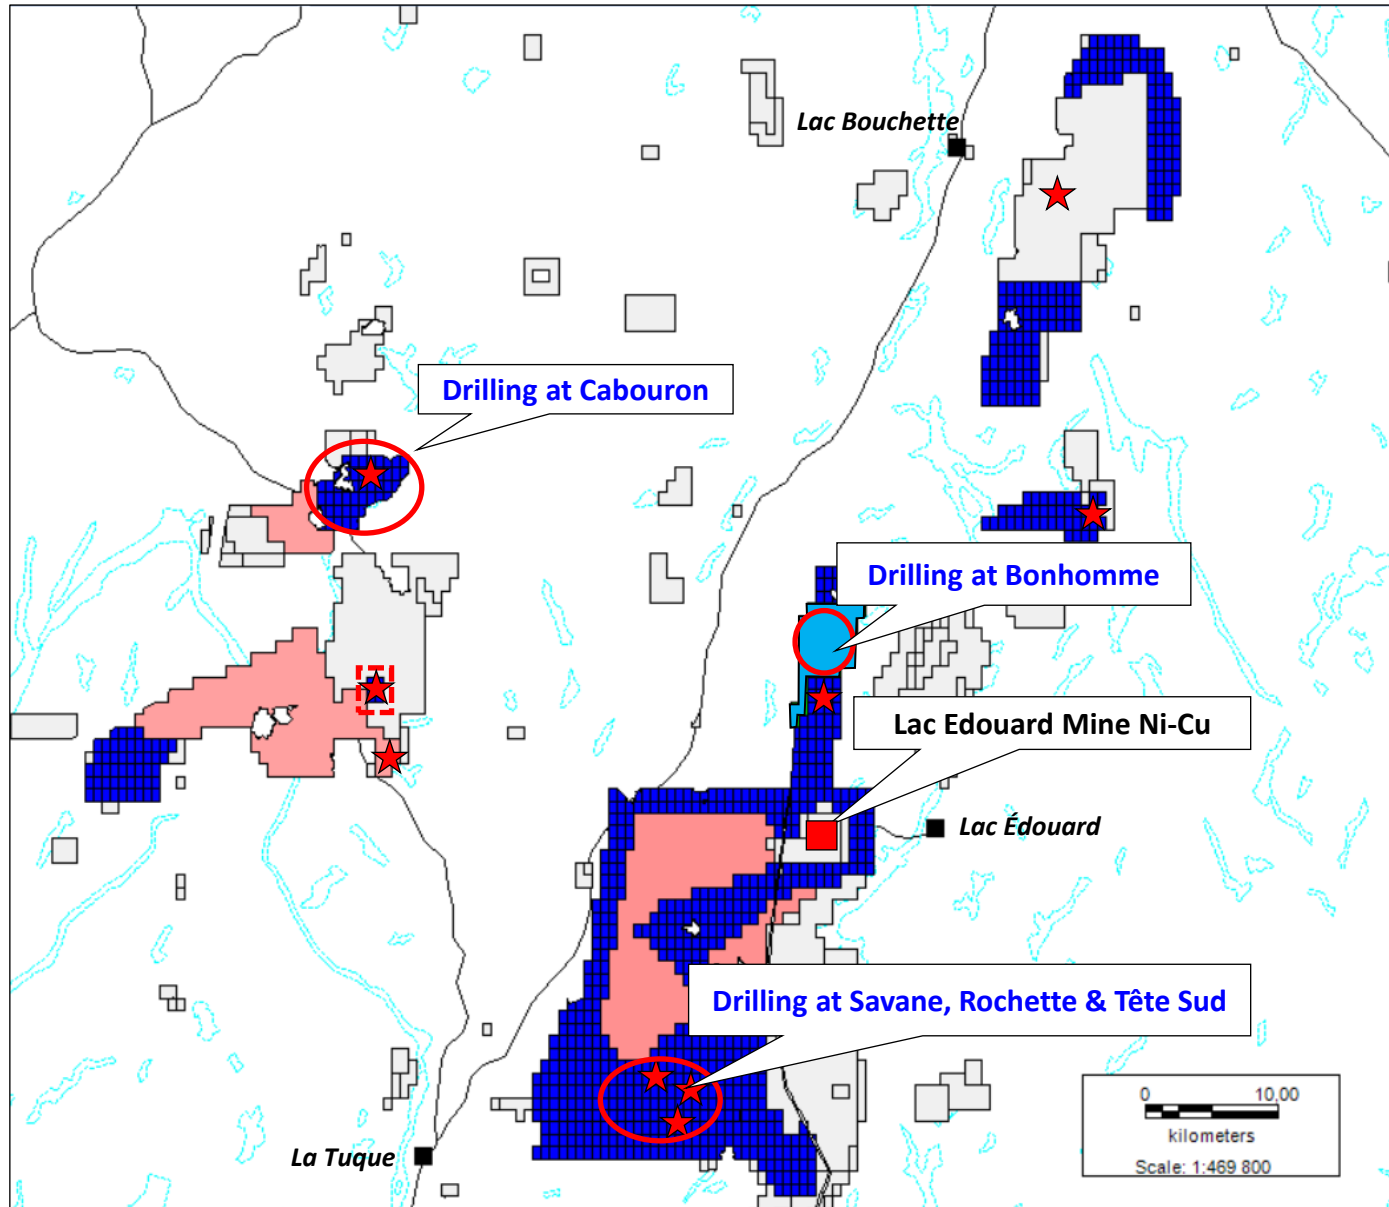 Lac Bouchette
Drilling at Cabouron
Drilling at Bonhomme
Lac Edouard Mine Ni-Cu
Lac Édouard
Drilling at Savane, Rochette & Tête Sud
La Tuque
0 10,00
kilometers
Scale: 1:469 800